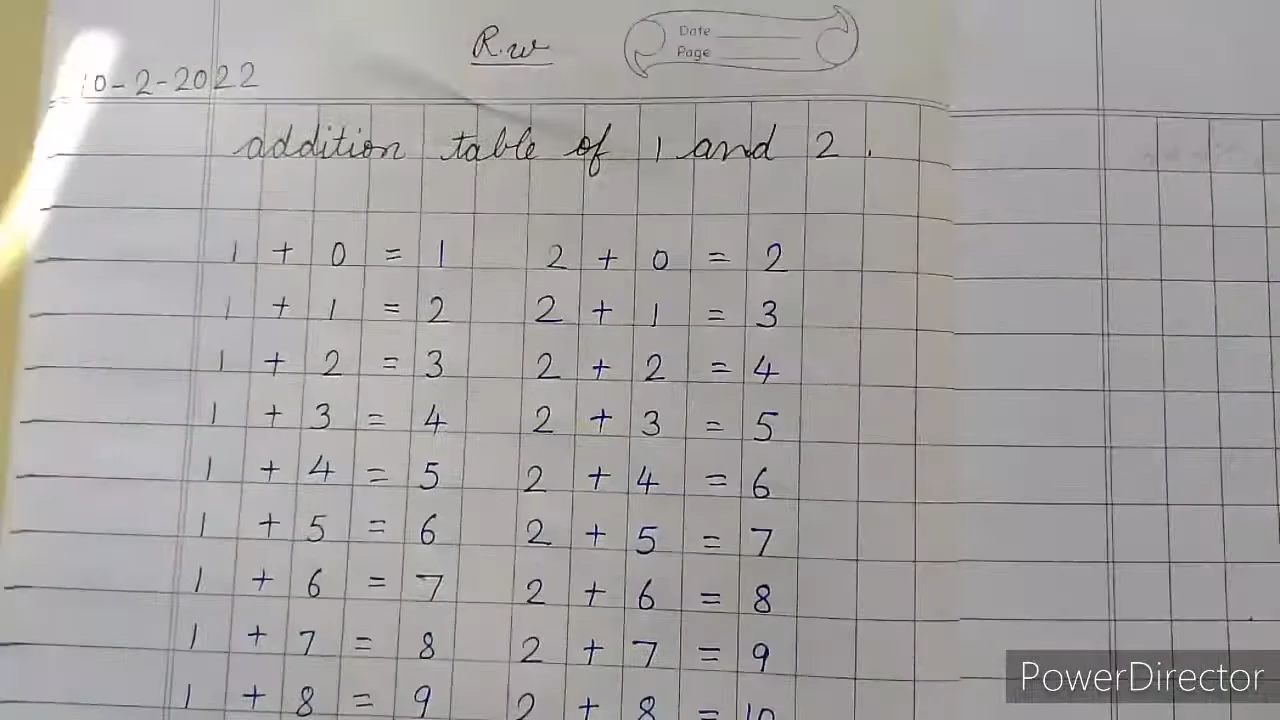 R.w
Date
Page
10-2-2022
addition table of 1 and 2.
1 + 0 = 1 2 + 0 = 2
1 + 1 = 2 2 + 1 = 3
1 + 2 = 3 2 + 2 = 4
1 + 3 = 4 2 + 3 = 5
1 + 4 = 5 2 + 4 = 6
1 + 5 = 6 2 + 5 = 7
1 + 6 = 7 2 + 6 = 8
1 + 7 = 8 2 + 7 = 9
1 + 8 = 9 2 + 8 = 10
PowerDirector